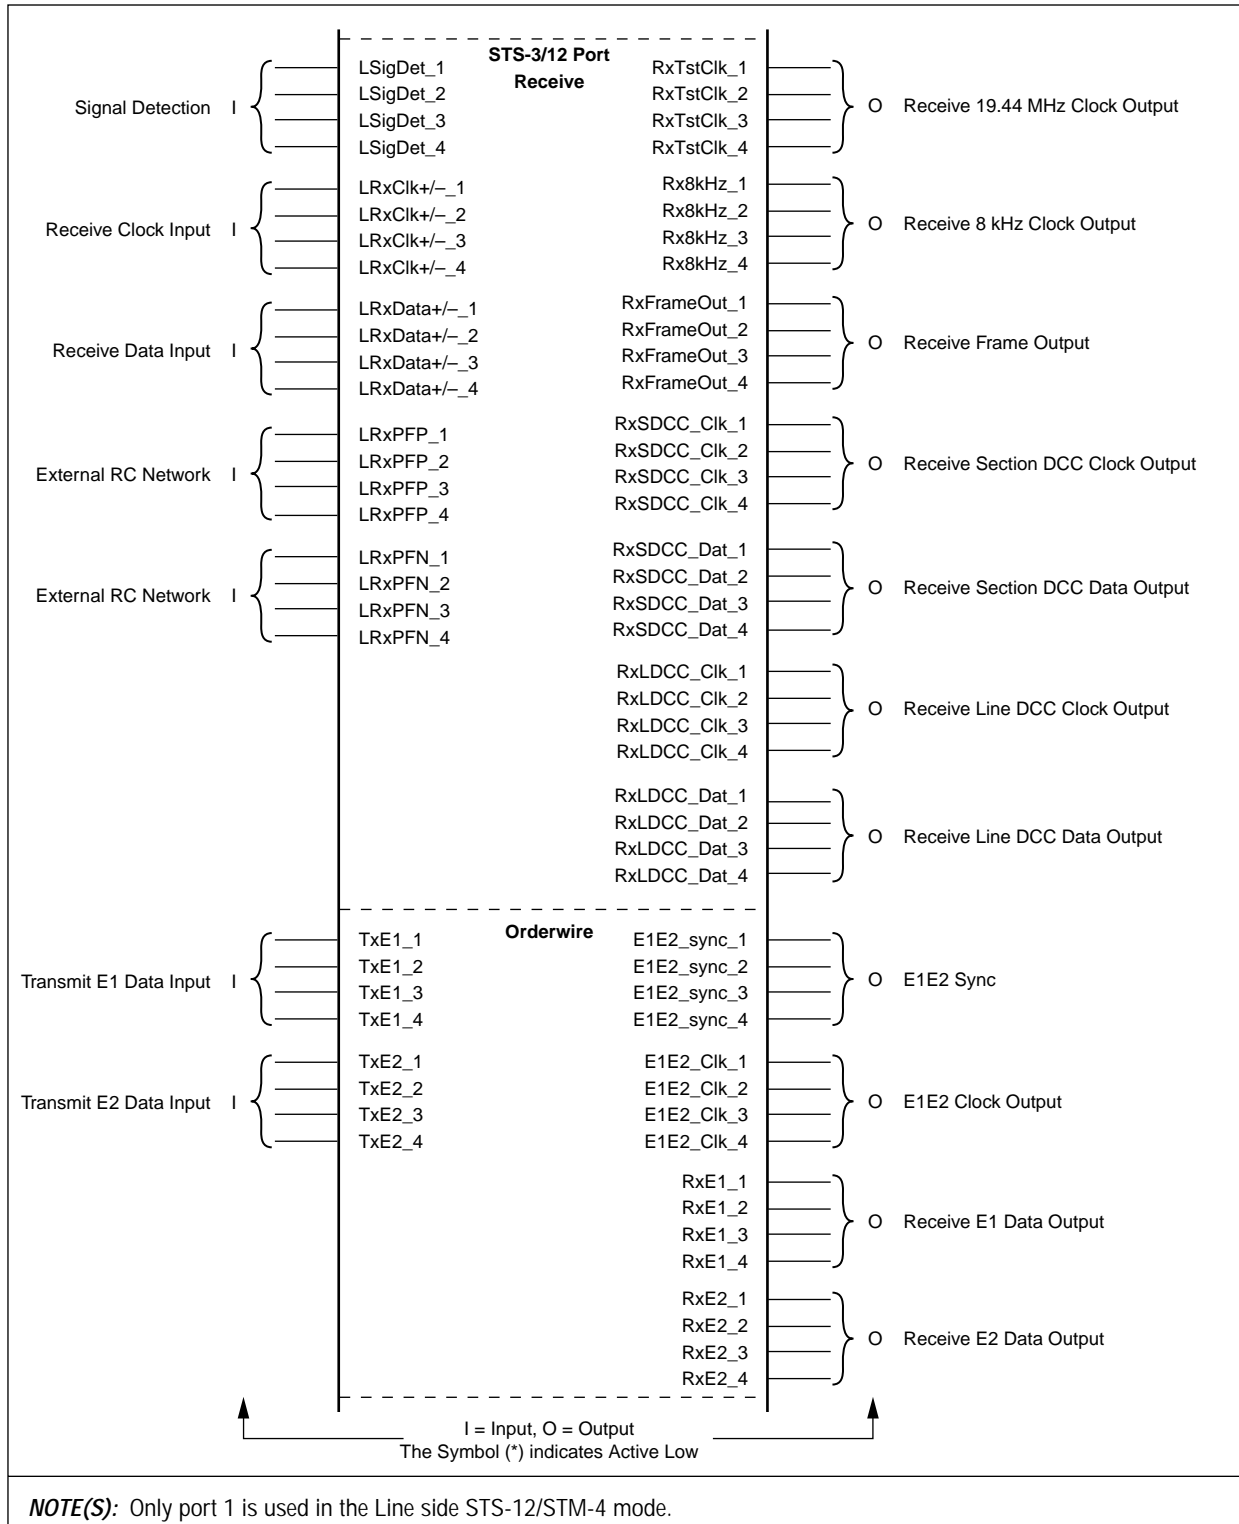 STS-3/12 Port
Receive
Signal Detection I
LSigDet_1
LSigDet_2
LSigDet_3
LSigDet_4
RxTstClk_1
RxTstClk_2
RxTstClk_3
RxTstClk_4
O Receive 19.44 MHz Clock Output
Receive Clock Input I
LRxClk+/–_1
LRxClk+/–_2
LRxClk+/–_3
LRxClk+/–_4
Rx8kHz_1
Rx8kHz_2
Rx8kHz_3
Rx8kHz_4
O Receive 8 kHz Clock Output
Receive Data Input I
LRxData+/–_1
LRxData+/–_2
LRxData+/–_3
LRxData+/–_4
RxFrameOut_1
RxFrameOut_2
RxFrameOut_3
RxFrameOut_4
O Receive Frame Output
External RC Network I
LRxPFP_1
LRxPFP_2
LRxPFP_3
LRxPFP_4
RxSDCC_Clk_1
RxSDCC_Clk_2
RxSDCC_Clk_3
RxSDCC_Clk_4
O Receive Section DCC Clock Output
External RC Network I
LRxPFN_1
LRxPFN_2
LRxPFN_3
LRxPFN_4
RxSDCC_Dat_1
RxSDCC_Dat_2
RxSDCC_Dat_3
RxSDCC_Dat_4
O Receive Section DCC Data Output
RxLDCC_Clk_1
RxLDCC_Clk_2
RxLDCC_Clk_3
RxLDCC_Clk_4
O Receive Line DCC Clock Output
RxLDCC_Dat_1
RxLDCC_Dat_2
RxLDCC_Dat_3
RxLDCC_Dat_4
O Receive Line DCC Data Output
Orderwire
Transmit E1 Data Input I
TxE1_1
TxE1_2
TxE1_3
TxE1_4
E1E2_sync_1
E1E2_sync_2
E1E2_sync_3
E1E2_sync_4
O E1E2 Sync
Transmit E2 Data Input I
TxE2_1
TxE2_2
TxE2_3
TxE2_4
E1E2_Clk_1
E1E2_Clk_2
E1E2_Clk_3
E1E2_Clk_4
O E1E2 Clock Output
RxE1_1
RxE1_2
RxE1_3
RxE1_4
O Receive E1 Data Output
RxE2_1
RxE2_2
RxE2_3
RxE2_4
O Receive E2 Data Output
I = Input, O = Output
The Symbol (*) indicates Active Low
NOTE(S): Only port 1 is used in the Line side STS-12/STM-4 mode.